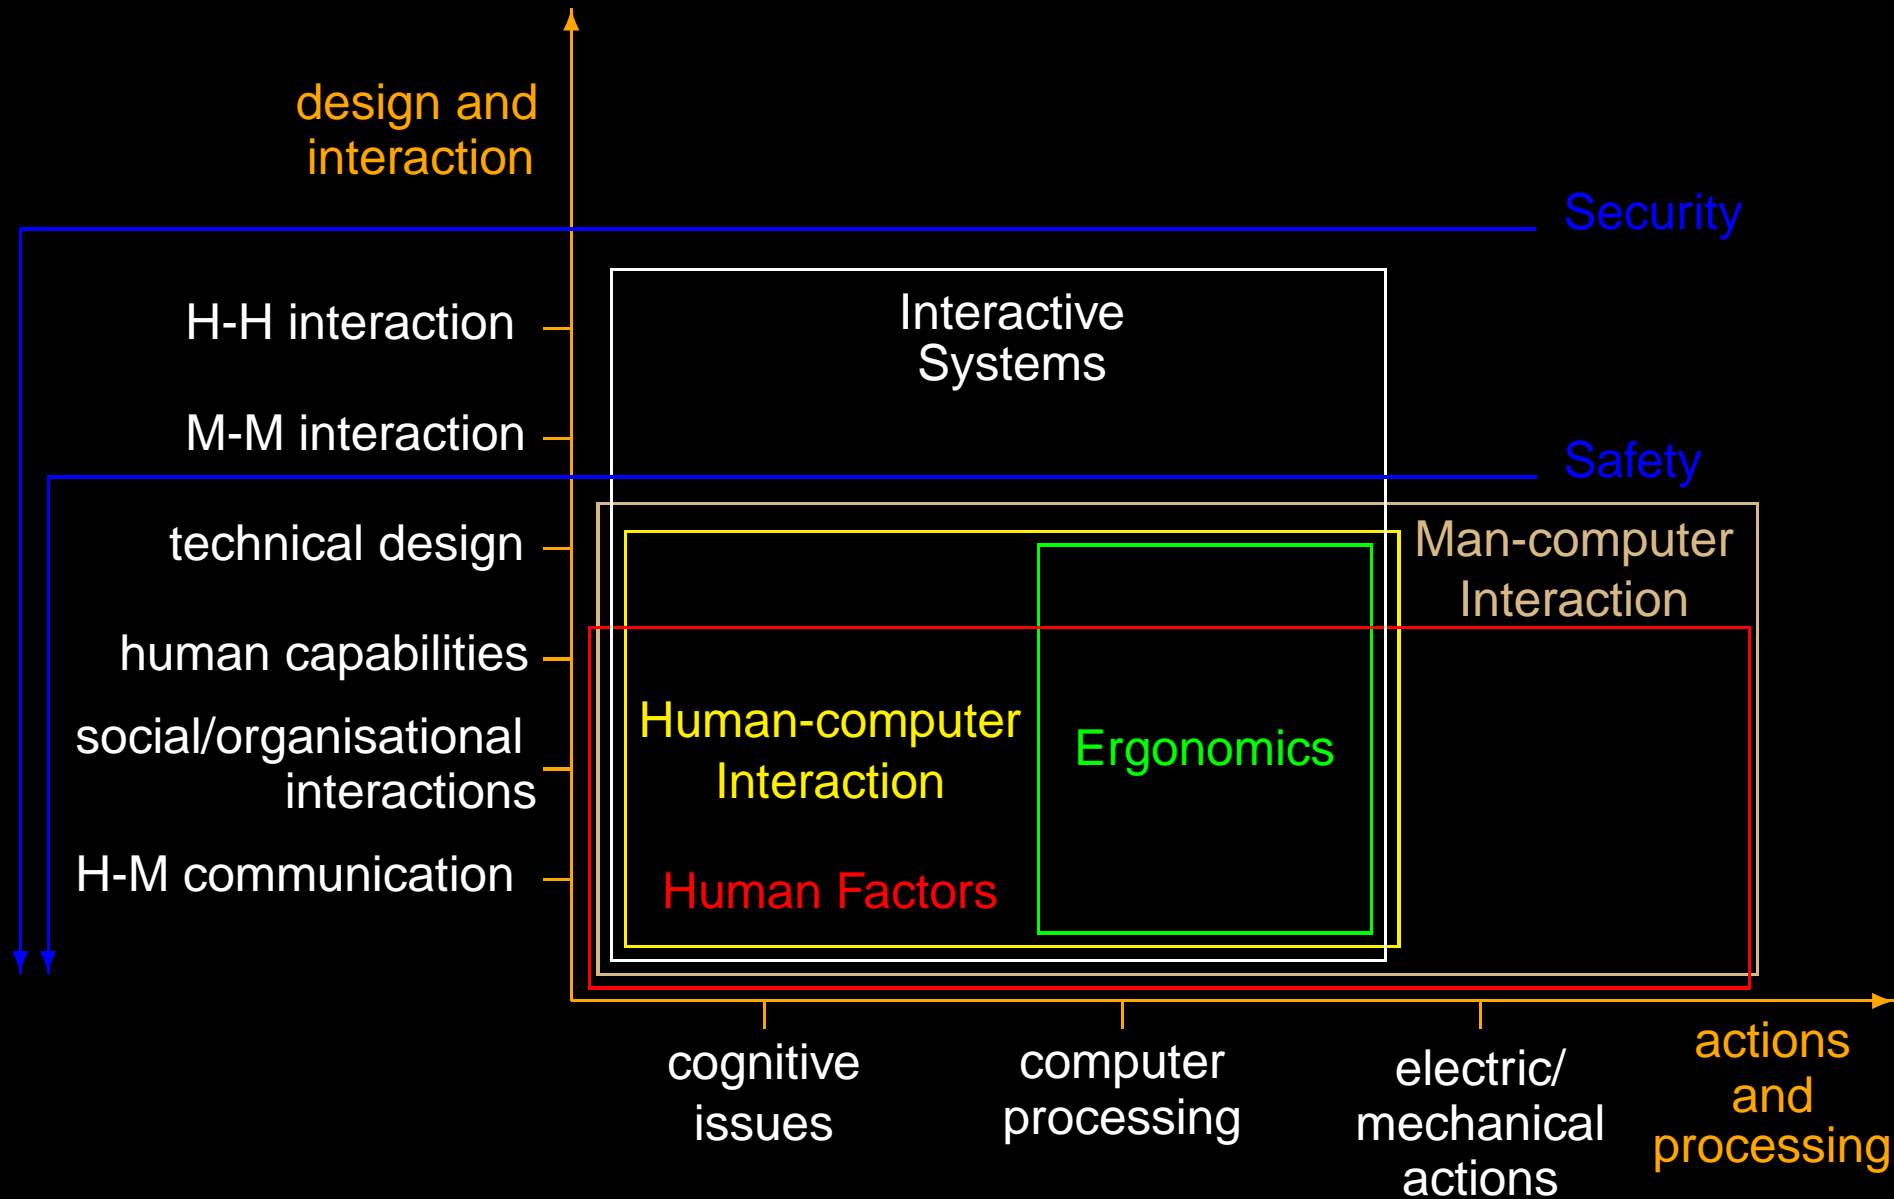 design and
interaction
Security
H-H interaction
Interactive
Systems
M-M interaction
Safety
technical design
Man-computer
Interaction
human capabilities
social/organisational
interactions
Human-computer
Interaction
Ergonomics
H-M communication
Human Factors
cognitive
issues
computer
processing
electric/
mechanical
actions
actions
and
processing